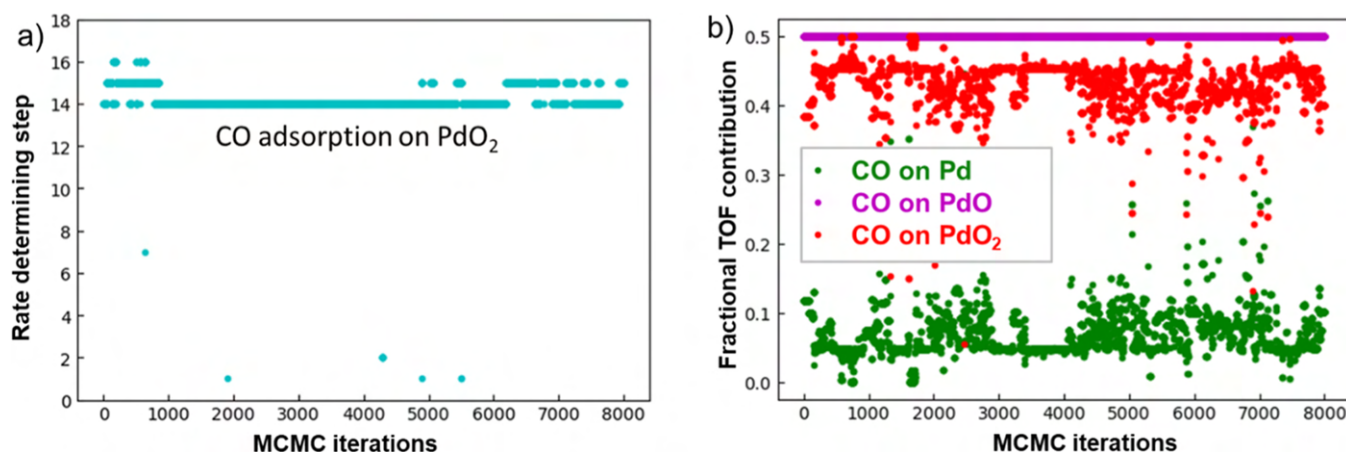 a)
Rate determining step
18
16
14
12
10
8
6
4
2
0
CO adsorption on PdO₂
0 1000 2000 3000 4000 5000 6000 7000 8000
MCMC iterations
b)
Fractional TOF contribution
0.5
0.4
0.3
0.2
0.1
0.0
CO on Pd
CO on PdO
CO on PdO₂
0 1000 2000 3000 4000 5000 6000 7000 8000
MCMC iterations